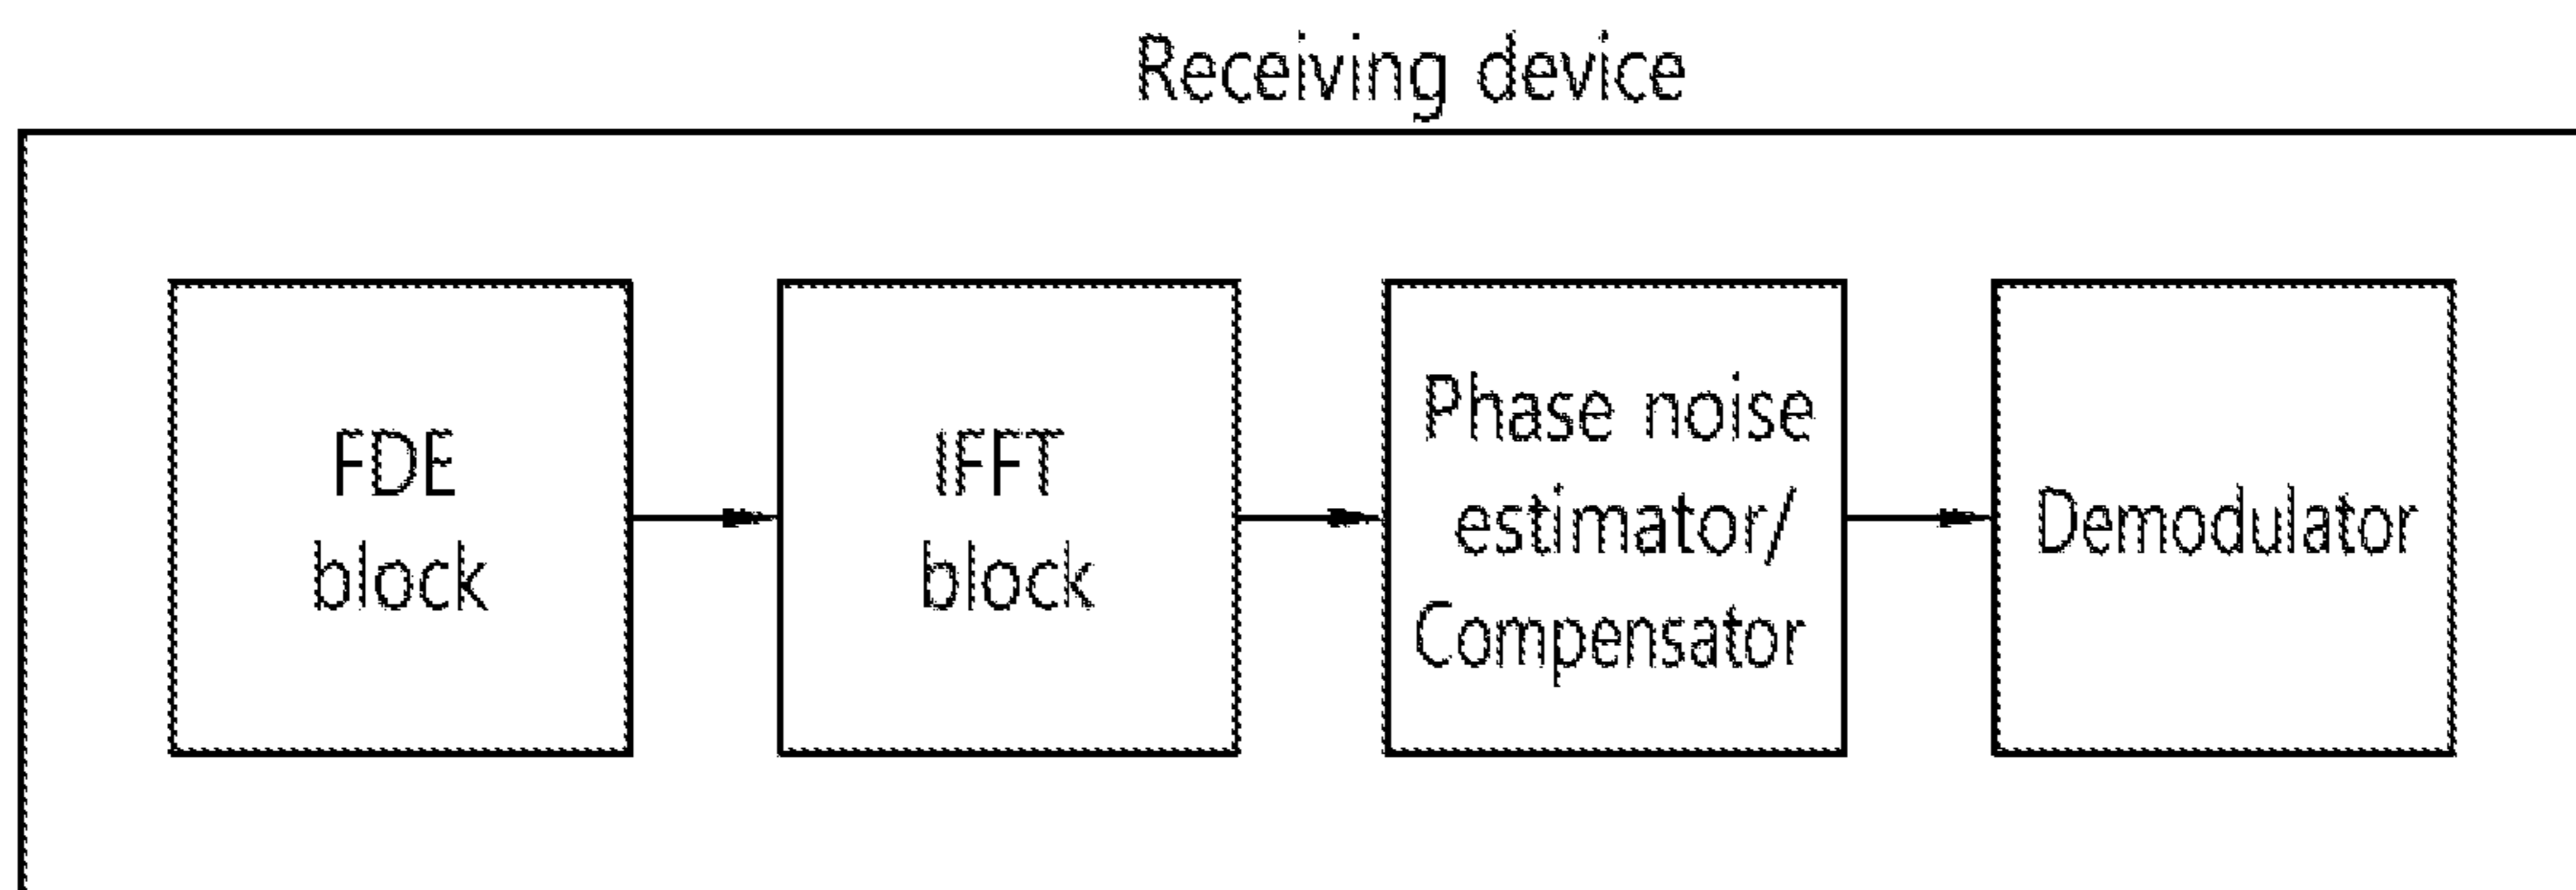 Receiving device
FDE
block
IFFT
block
Phase noise
estimator/
Compensator
Demodulator